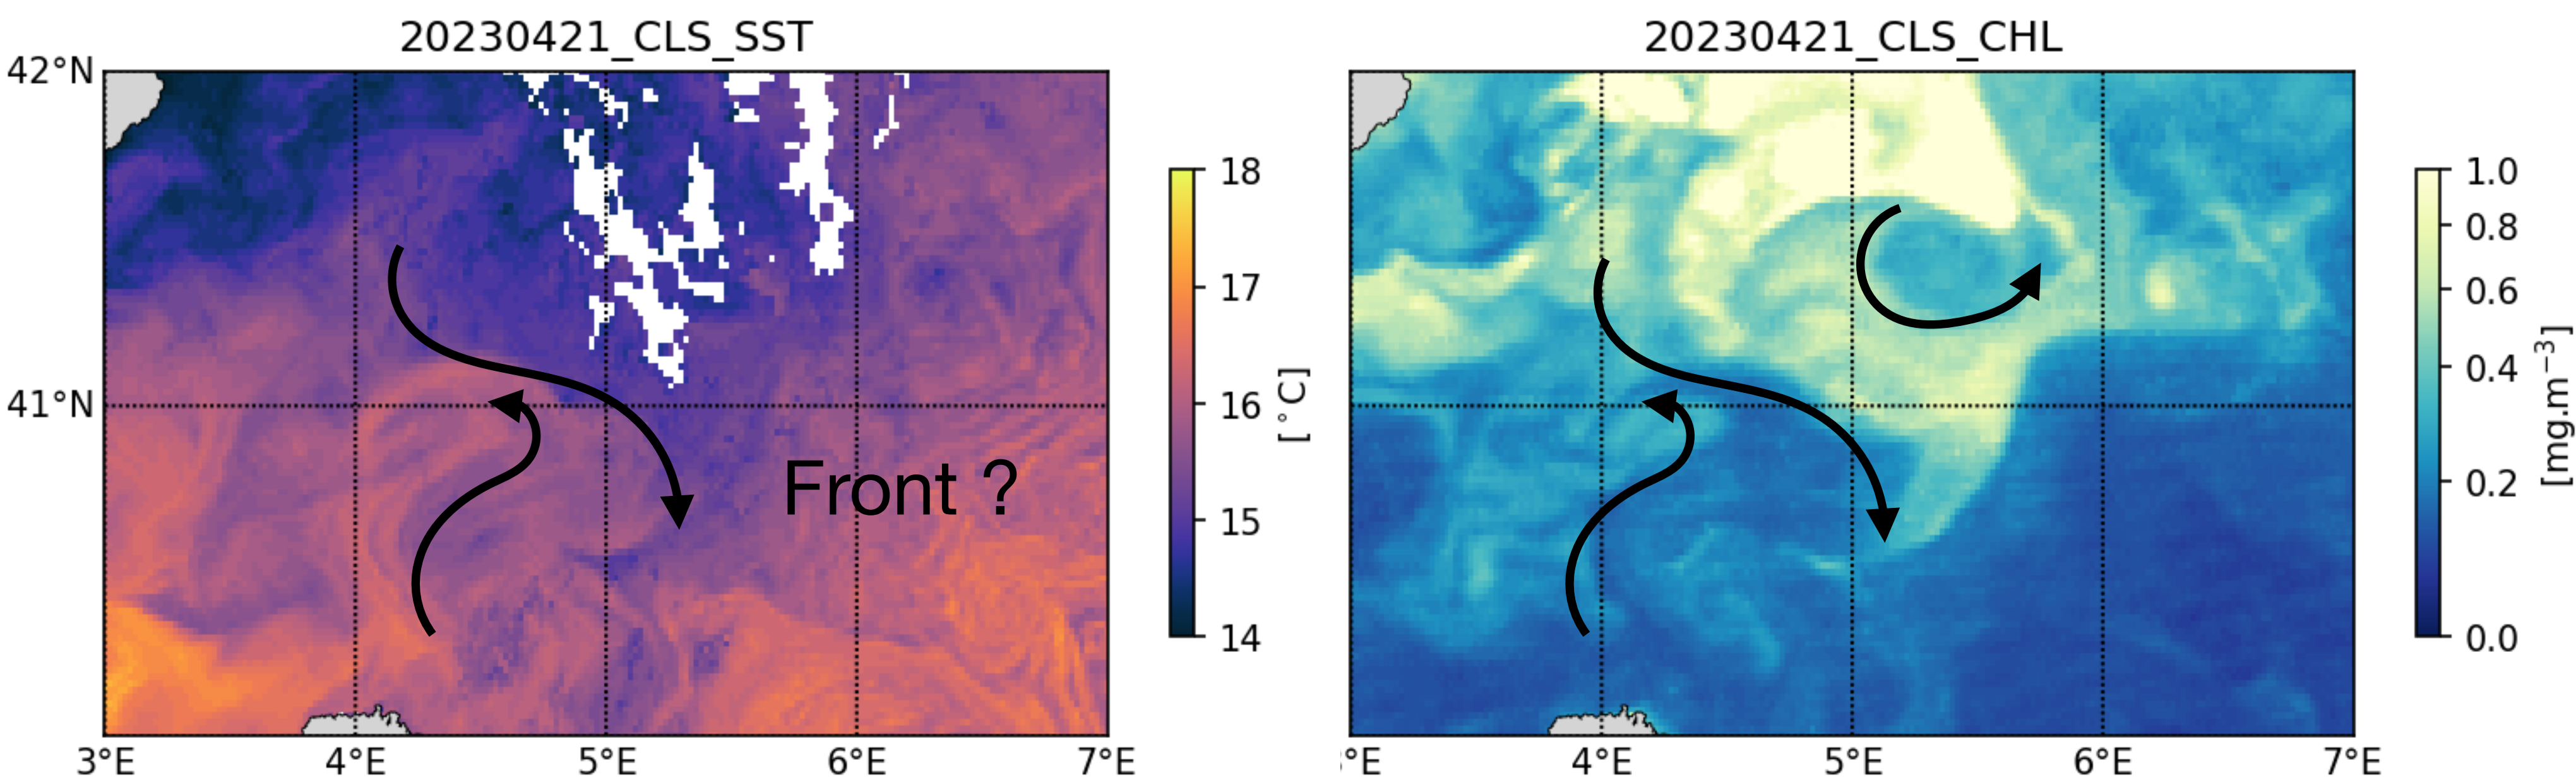 20230421_CLS_SST
42°N
41°N
3°E 4°E 5°E 6°E 7°E
Front ?
18
17
16
15
14
[°C]
20230421_CLS_CHL
°E 4°E 5°E 6°E 7°E
1.0
0.8
0.6
0.4
0.2
0.0
[mg.m⁻³]